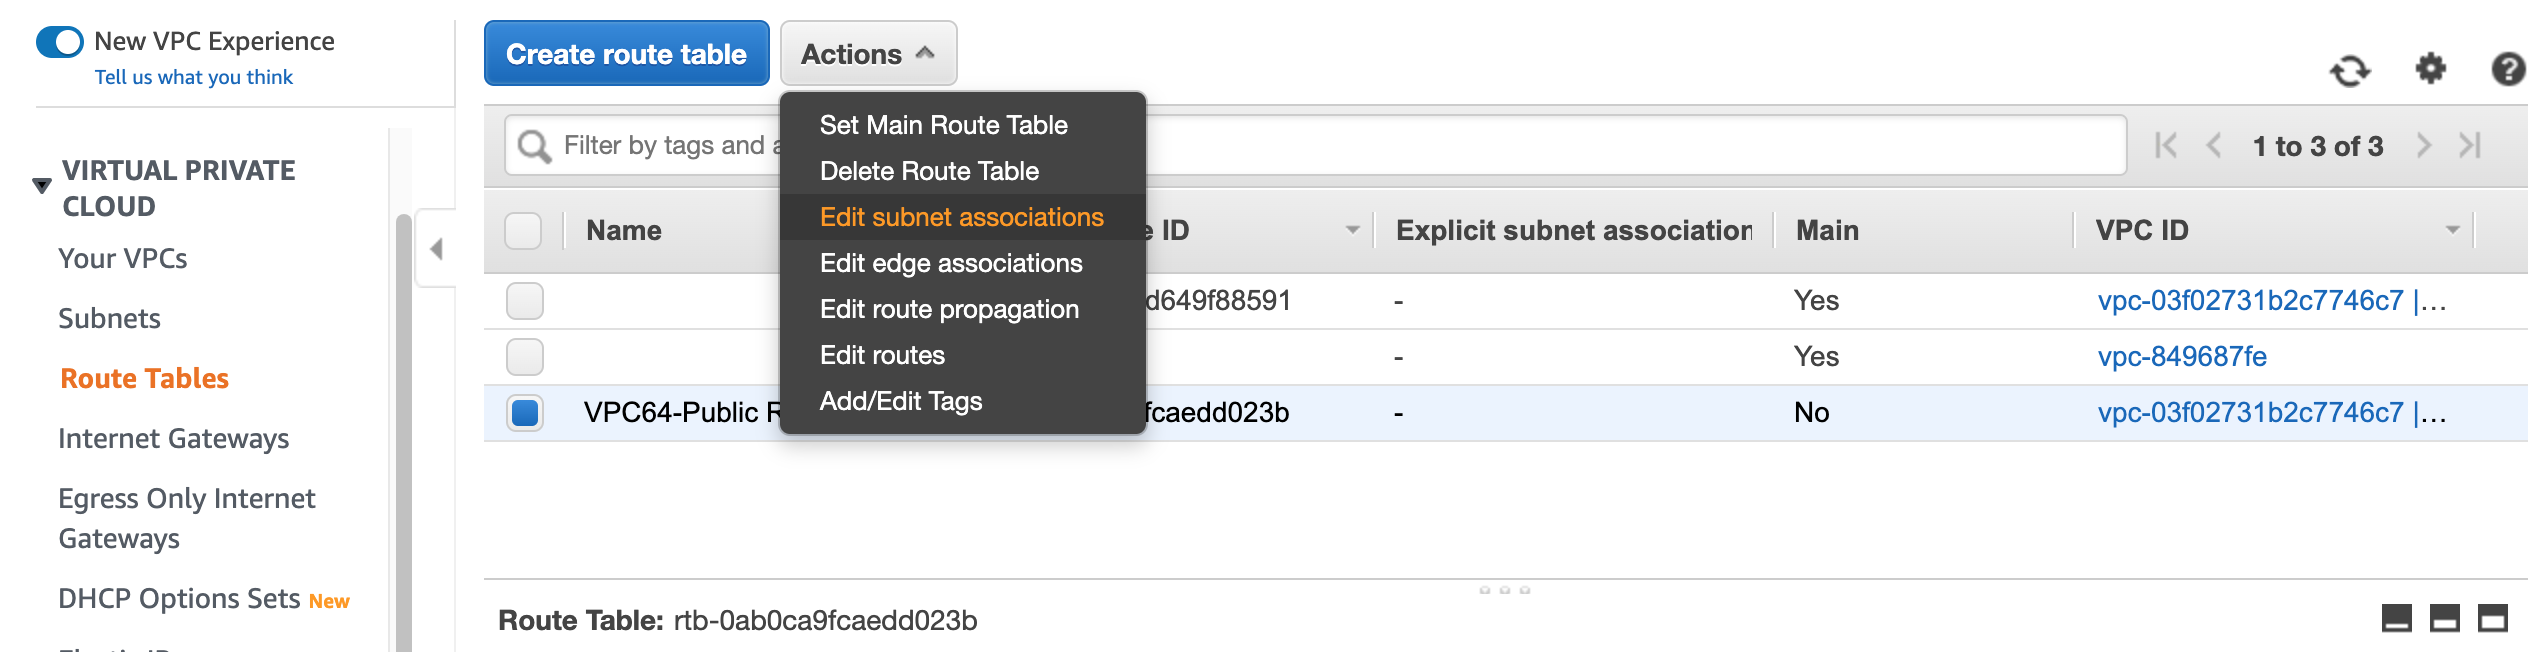 New VPC Experience
Tell us what you think
VIRTUAL PRIVATE
CLOUD
Your VPCs
Subnets
Route Tables
Internet Gateways
Egress Only Internet
Gateways
DHCP Options Sets New
Create route table Actions
Set Main Route Table
Delete Route Table
Edit subnet associations
Edit edge associations
Edit route propagation
Edit routes
Add/Edit Tags
Filter by tags and 1 to 3 of 3
Name ID Explicit subnet association Main VPC ID
d649f88591 - Yes vpc-03f02731b2c7746c7 |...
- Yes vpc-849687fe
VPC64-Public fcaedd023b - No vpc-03f02731b2c7746c7 |...
Route Table: rtb-0ab0ca9fcaedd023b